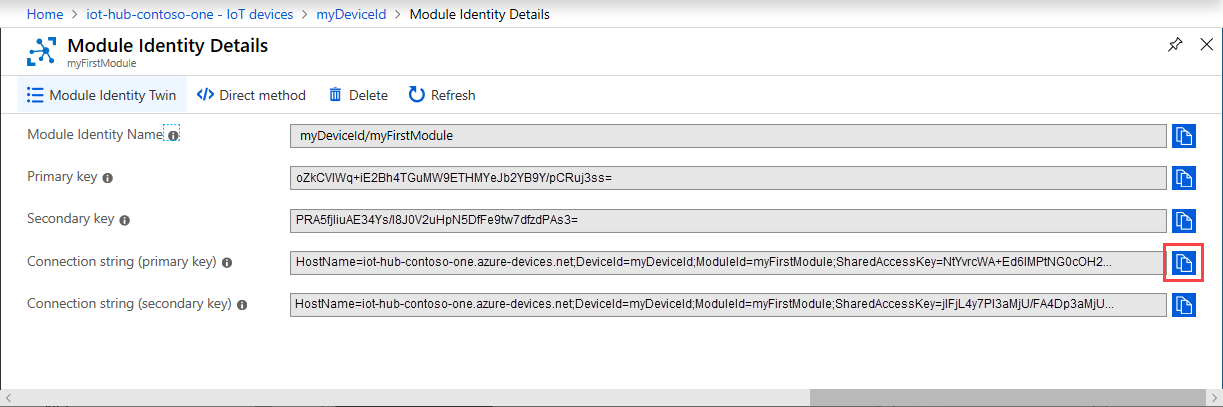 Home > iot-hub-contoso-one - IoT devices > myDeviceId > Module Identity Details
Module Identity Details
myFirstModule
Module Identity Twin </> Direct method Delete Refresh
Module Identity Name myDeviceId/myFirstModule
Primary key oZkCVlWq+iE2Bh4TGuMW9ETHMYeJb2YB9Y/pCRuj3ss=
Secondary key PRA5fjIiuAE34Ys/I8J0V2uHpN5DfFe9tw7dfzdPAs3=
Connection string (primary key) HostName=iot-hub-contoso-one.azure-devices.net;DeviceId=myDeviceId;ModuleId=myFirstModule;SharedAccessKey=NtYvrcWA+Ed6IMPtNG0cOH2...
Connection string (secondary key) HostName=iot-hub-contoso-one.azure-devices.net;DeviceId=myDeviceId;ModuleId=myFirstModule;SharedAccessKey=jIFjL4y7PI3aMjU/FA4Dp3aMjU...